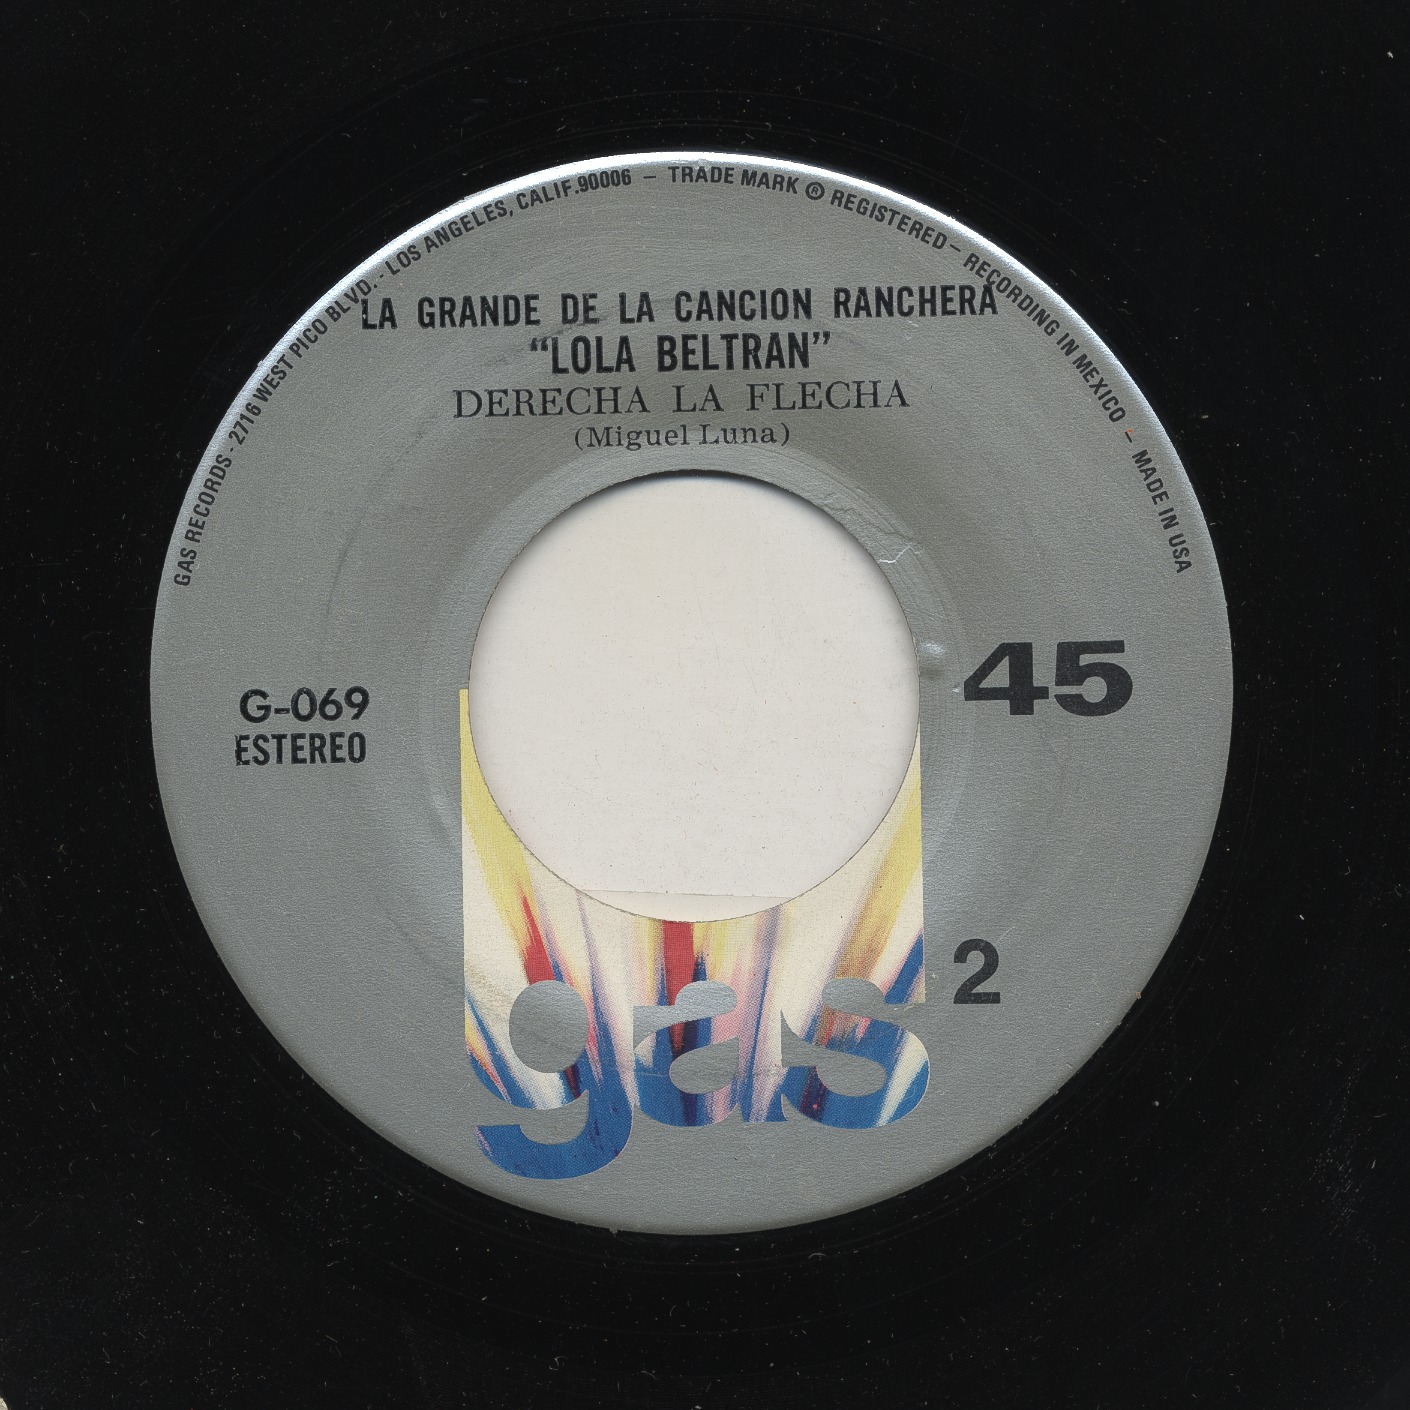 GAS RECORDS - 2716 WEST PICO BLVD. - LOS ANGELES, CALIF.90006 — TRADE MARK ® REGISTERED — RECORDING IN MEXICO — MADE IN USA
LA GRANDE DE LA CANCION RANCHERA
“LOLA BELTRAN”
DERECHA LA FLECHA
(Miguel Luna)
45
G-069
ESTEREO
2
gas